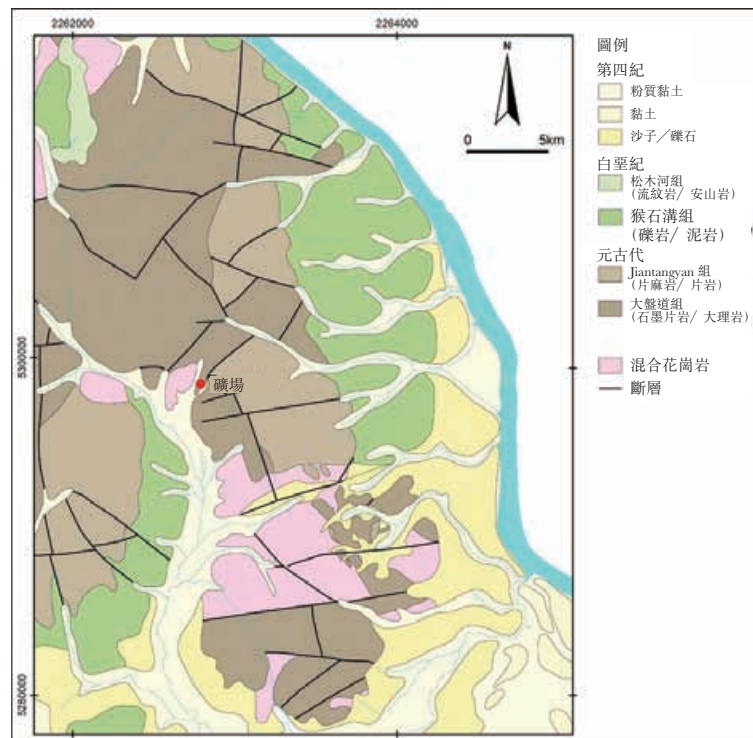 2262000
2264000
N
0 5km
5300000
5280000
礦場
圖例
第四紀
粉質黏土
黏土
沙子／礫石
白堊紀
松木河組
(流紋岩/ 安山岩)
猴石溝組
(礫岩/ 泥岩)
元古代
Jiantangyan 組
(片麻岩/ 片岩)
大盤道組
(石墨片岩/ 大理岩)
混合花崗岩
斷層